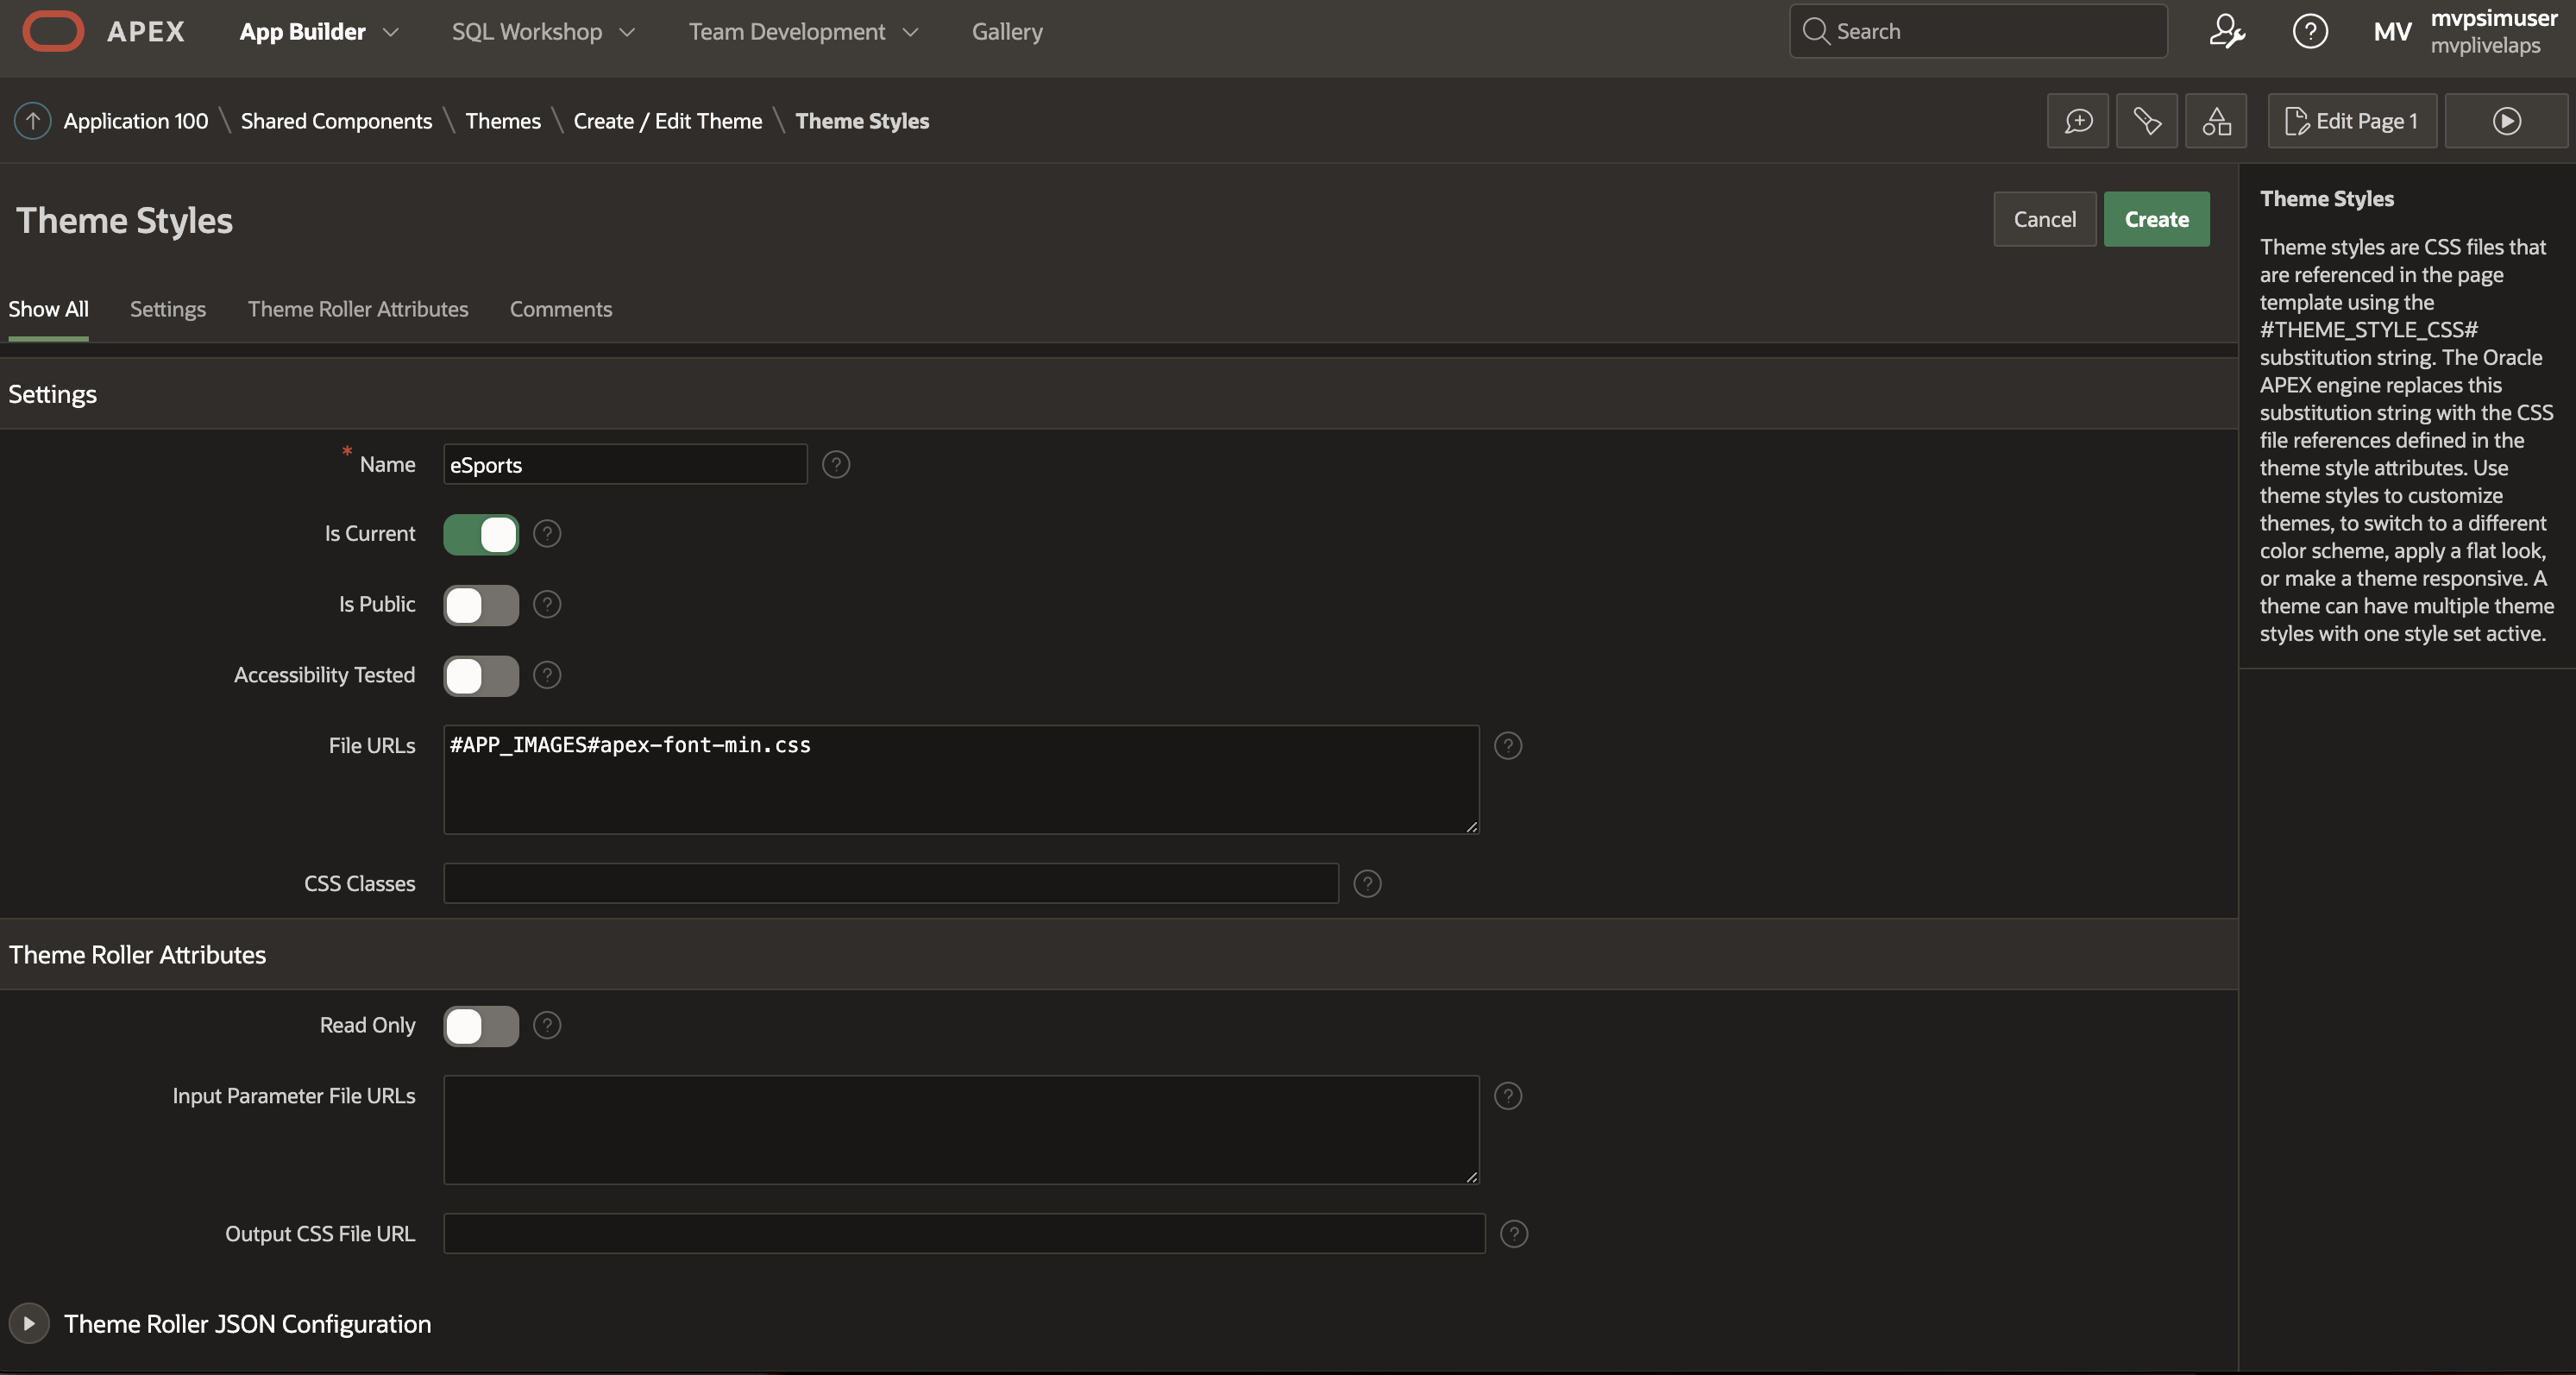 APEX App Builder SQL Workshop Team Development Gallery Search MV mvpsimuser
mvplivelaps
Application 100 \ Shared Components \ Themes \ Create / Edit Theme \ Theme Styles Edit Page 1
Theme Styles Cancel Create
Show All Settings Theme Roller Attributes Comments
Settings
* Name eSports
Is Current
Is Public
Accessibility Tested
File URLs #APP_IMAGES#apex-font-min.css
CSS Classes
Theme Roller Attributes
Read Only
Input Parameter File URLs
Output CSS File URL
Theme Roller JSON Configuration
Theme Styles
Theme styles are CSS files that
are referenced in the page
template using the
#THEME_STYLE_CSS#
substitution string. The Oracle
APEX engine replaces this
substitution string with the CSS
file references defined in the
theme style attributes. Use
theme styles to customize
themes, to switch to a different
color scheme, apply a flat look,
or make a theme responsive. A
theme can have multiple theme
styles with one style set active.